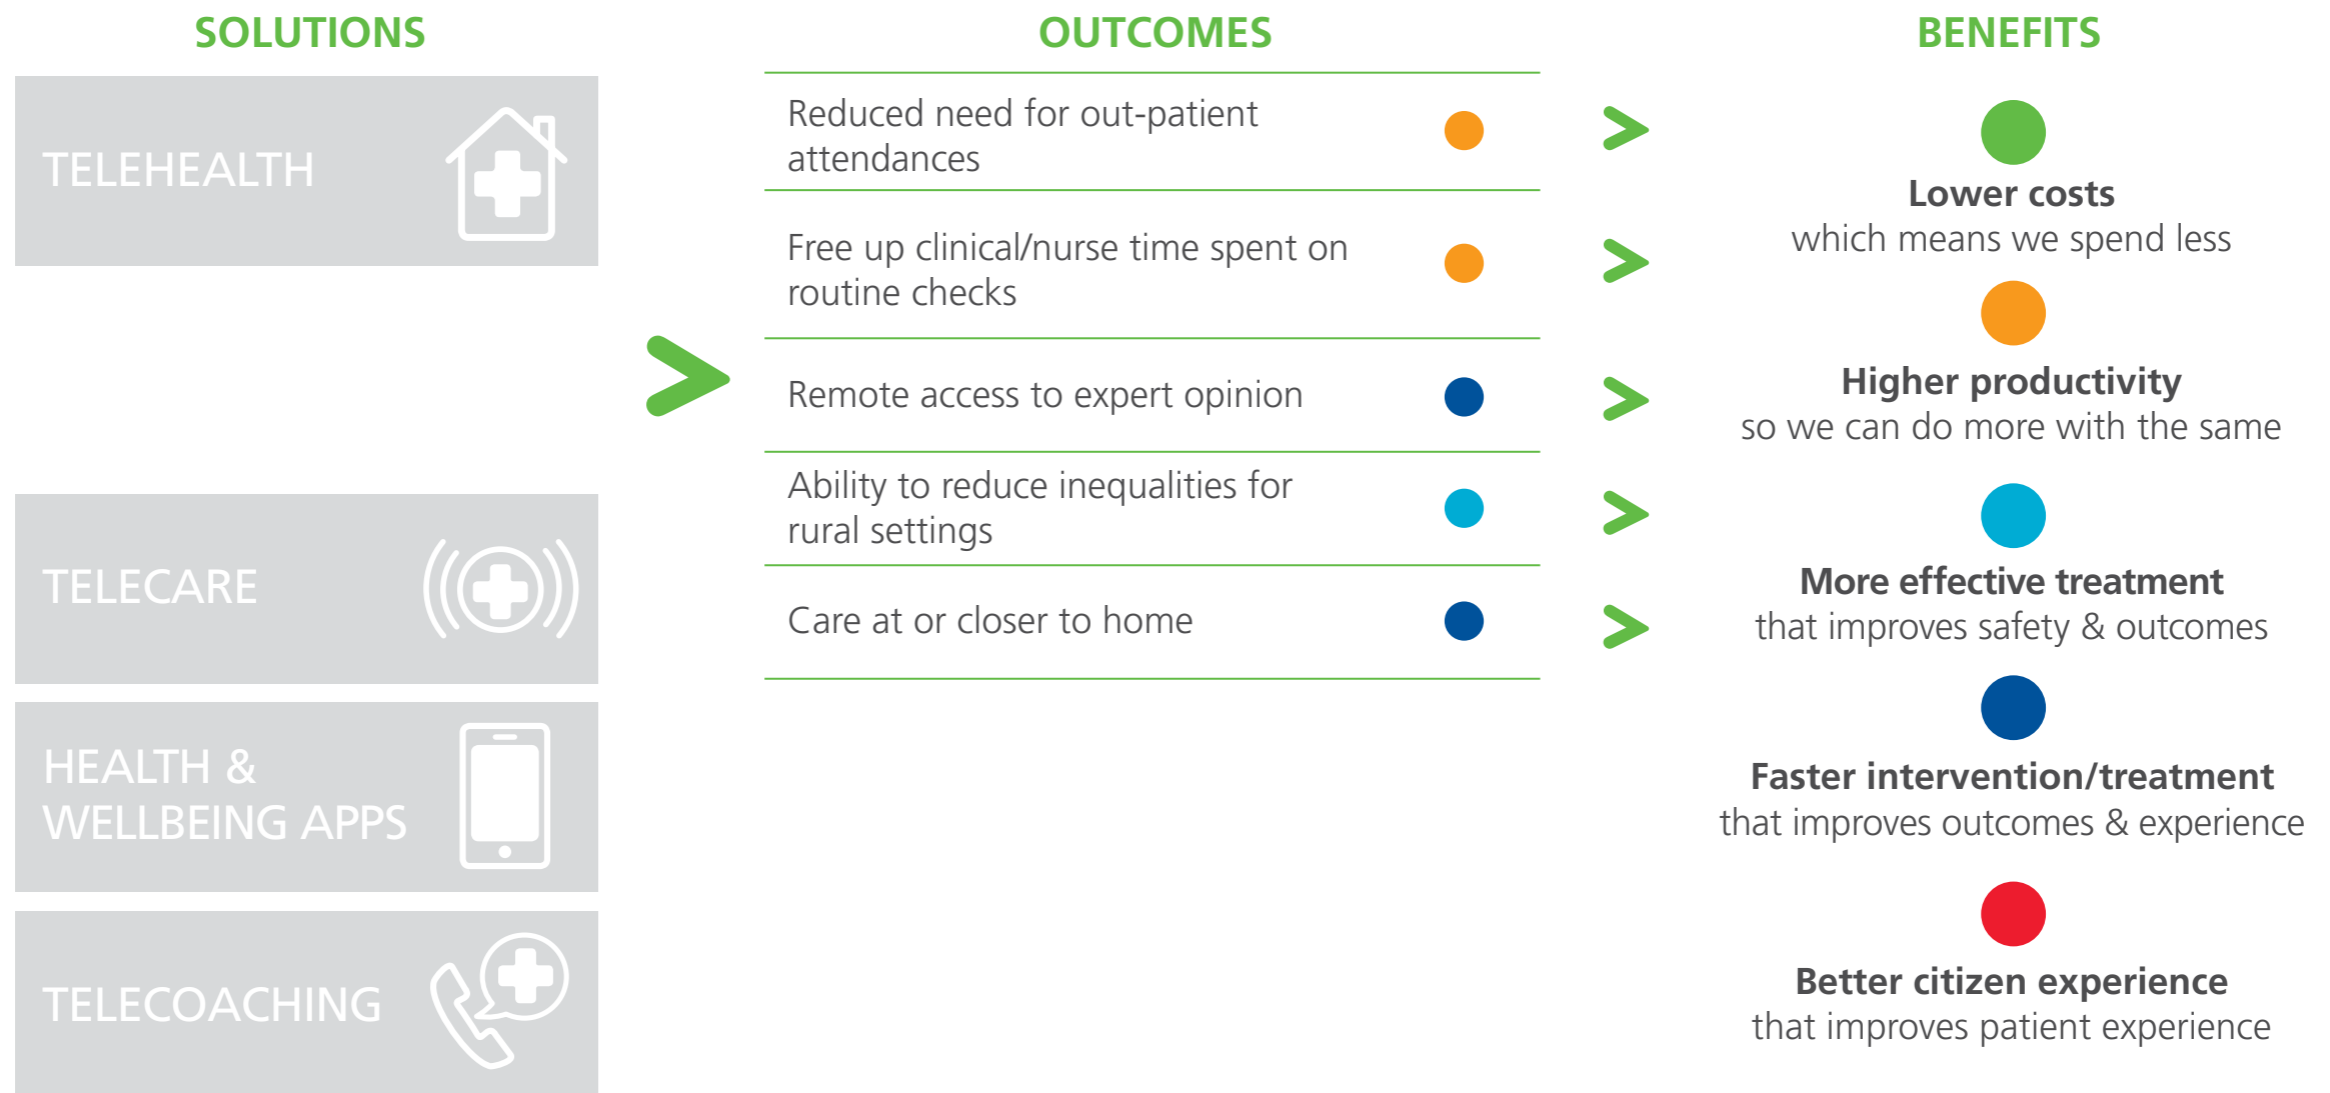 SOLUTIONS
TELEHEALTH
TELECARE
HEALTH &
WELLBEING APPS
TELECOACHING
OUTCOMES
Reduced need for out-patient
attendances
Free up clinical/nurse time spent on
routine checks
Remote access to expert opinion
Ability to reduce inequalities for
rural settings
Care at or closer to home
BENEFITS
Lower costs
which means we spend less
Higher productivity
so we can do more with the same
More effective treatment
that improves safety & outcomes
Faster intervention/treatment
that improves outcomes & experience
Better citizen experience
that improves patient experience